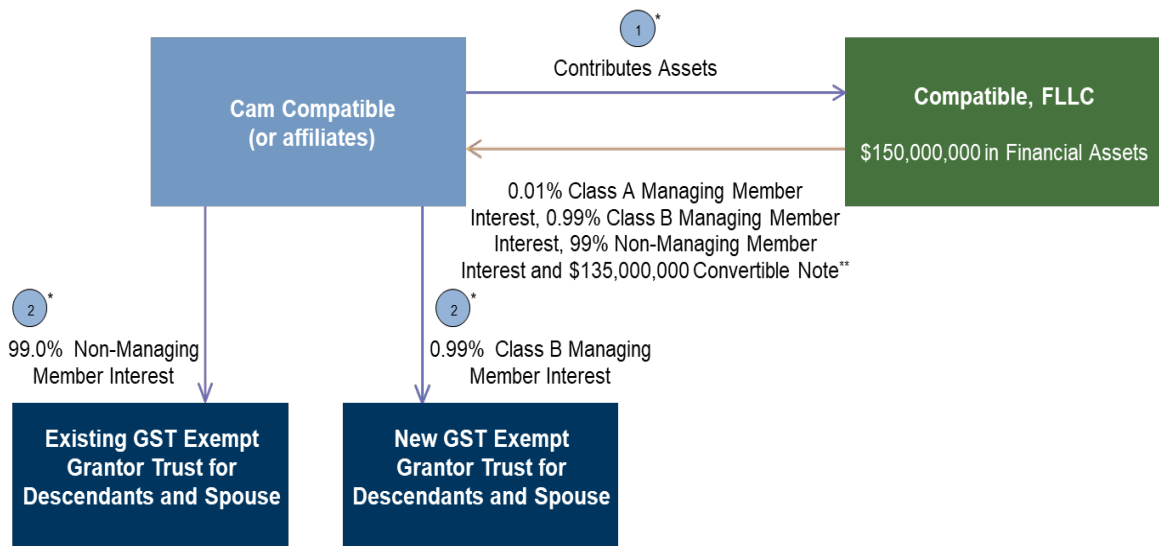 1*
Contributes Assets
Cam Compatible
(or affiliates)
Compatible, FLLC
$150,000,000 in Financial Assets
0.01% Class A Managing Member
Interest, 0.99% Class B Managing Member
Interest, 99% Non-Managing Member
Interest and $135,000,000 Convertible Note**
2*
99.0% Non-Managing
Member Interest
2*
0.99% Class B Managing
Member Interest
Existing GST Exempt
Grantor Trust for
Descendants and Spouse
New GST Exempt
Grantor Trust for
Descendants and Spouse